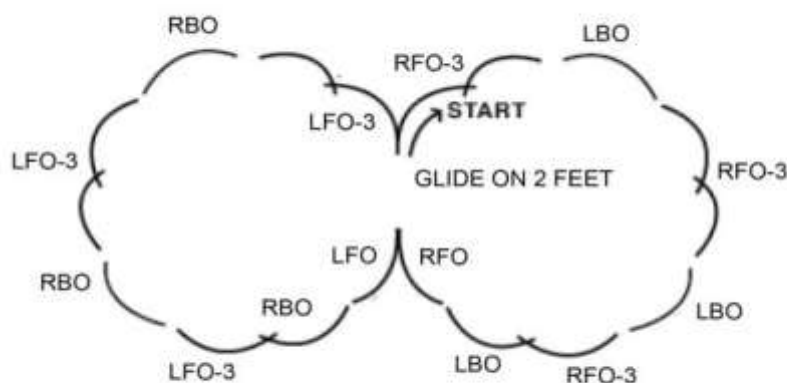 RBO
LBO
RFO-3
START
LFO-3
LFO-3
GLIDE ON 2 FEET
RFO-3
LFO
RFO
RBO
RBO
LBO
LBO
LFO-3
RFO-3